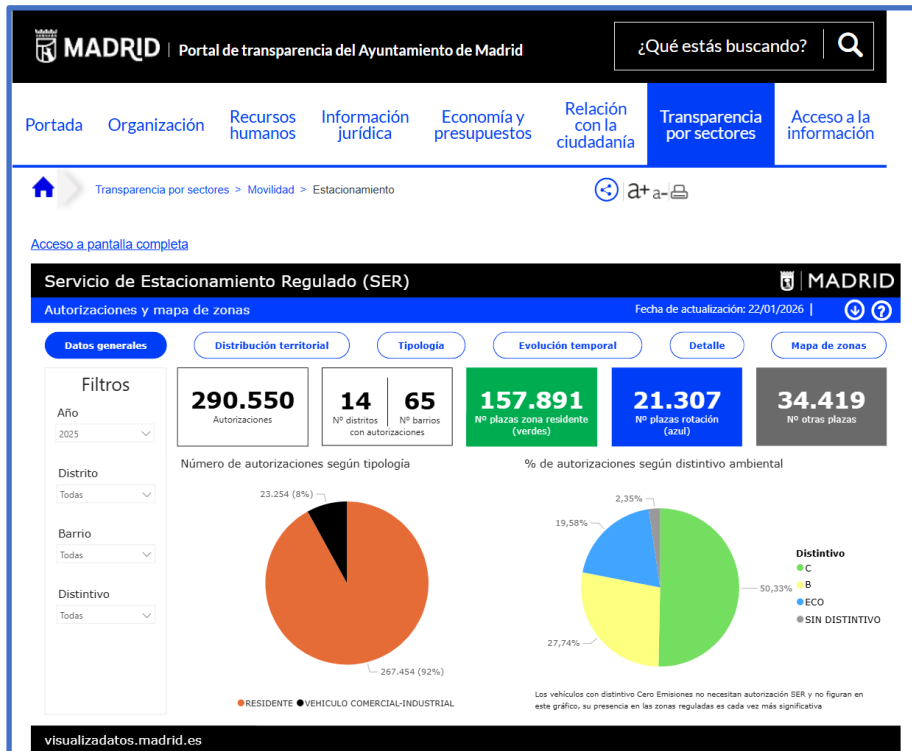 MADRID | Portal de transparencia del Ayuntamiento de Madrid
¿Qué estás buscando?
Portada
Organización
Recursos
humanos
Información
jurídica
Economía y
presupuestos
Relación
con la
ciudadanía
Transparencia
por sectores
Acceso a la
información
Transparencia por sectores > Movilidad > Estacionamiento
a+ a-
Acceso a pantalla completa
Servicio de Estacionamiento Regulado (SER)
MADRID
Autorizaciones y mapa de zonas
Fecha de actualización: 22/01/2026 |
?
Datos generales
Distribución territorial
Tipología
Evolución temporal
Detalle
Mapa de zonas
Filtros
Año
2025
Distrito
Todas
Barrio
Todas
Distintivo
Todas
290.550
Autorizaciones
14
Nº distritos
65
Nº barrios
con autorizaciones
157.891
Nº plazas zona residente
(verdes)
21.307
Nº plazas rotación
(azul)
34.419
Nº otras plazas
Número de autorizaciones según tipología
23.254 (8%)
267.454 (92%)
RESIDENTE
VEHICULO COMERCIAL-INDUSTRIAL
% de autorizaciones según distintivo ambiental
2,35%
19,58%
50,33%
27,74%
Distintivo
C
B
ECO
SIN DISTINTIVO
Los vehículos con distintivo Cero Emisiones no necesitan autorización SER y no figuran en
este gráfico, su presencia en las zonas reguladas es cada vez más significativa
visualizadatos.madrid.es